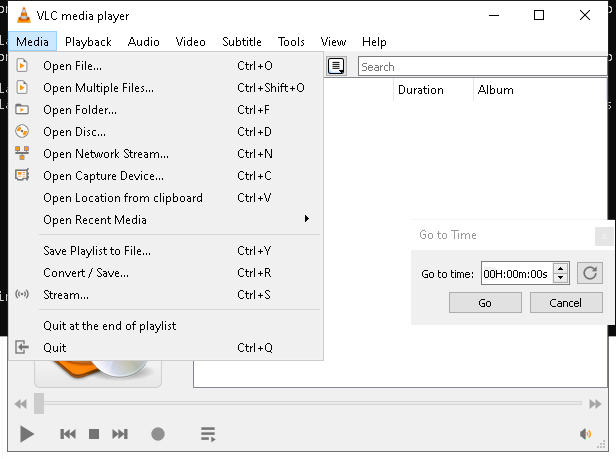 VLC media player
Media Playback Audio Video Subtitle Tools View Help
Open File... Ctrl+O
Open Multiple Files... Ctrl+Shift+O
Open Folder... Ctrl+F
Open Disc... Ctrl+D
Open Network Stream... Ctrl+N
Open Capture Device... Ctrl+C
Open Location from clipboard Ctrl+V
Open Recent Media
Save Playlist to File... Ctrl+Y
Convert / Save... Ctrl+R
Stream... Ctrl+S
Quit at the end of playlist
Quit Ctrl+Q
Search
Duration Album
Go to Time
Go to time: 00H:00m:00s
Go Cancel